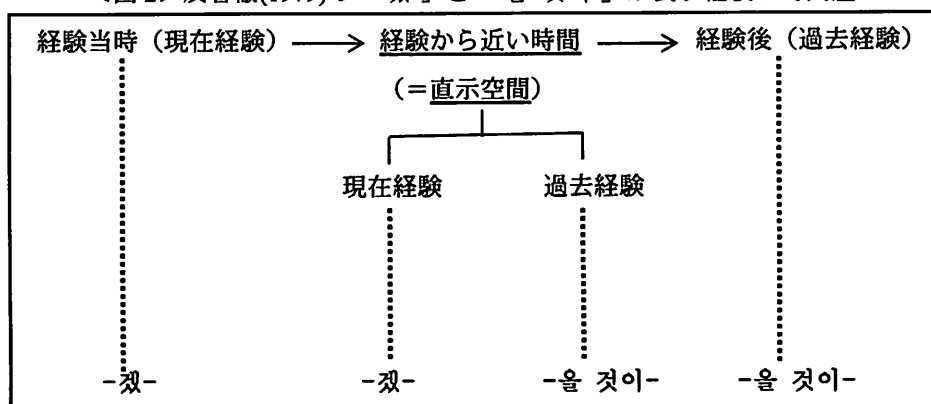 経験当時（現在経験） → 経験から近い時間 → 経験後（過去経験）
（=直示空間）
現在経験 過去経験
-겠- -겠- -을 것이- -을 것이-